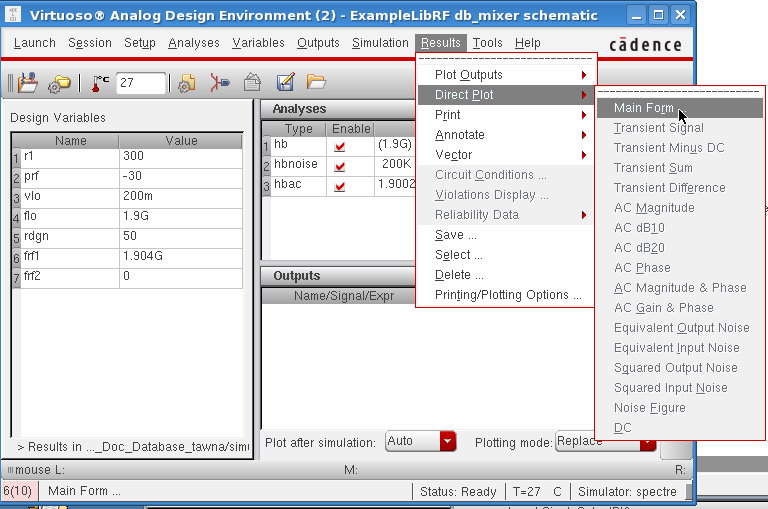 Virtuoso® Analog Design Environment (2) - ExampleLibRF db_mixer schematic
Launch Session Setup Analyses Variables Outputs Simulation Results Tools Help
cādence
°C 27
Design Variables
Name Value
1 r1 300
2 prf -30
3 vlo 200m
4 flo 1.9G
5 rdgn 50
6 frf1 1.904G
7 frf2 0
> Results in ..._Doc_Database_tawna/simu
Analyses
Type Enable
1 hb (1.9G)
2 hbnoise 200K
3 hbac 1.9002
Outputs
Name/Signal/Expr
Plot Outputs
Direct Plot
Print
Annotate
Vector
Circuit Conditions ...
Violations Display ...
Reliability Data
Save ...
Select ...
Delete ...
Printing/Plotting Options ...
Main Form
Transient Signal
Transient Minus DC
Transient Sum
Transient Difference
AC Magnitude
AC dB10
AC dB20
AC Phase
AC Magnitude & Phase
AC Gain & Phase
Equivalent Output Noise
Equivalent Input Noise
Squared Output Noise
Squared Input Noise
Noise Figure
DC
Plot after simulation: Auto Plotting mode: Replace
mouse L: M: R:
6(10) Main Form ... Status: Ready T=27 C Simulator: spectre